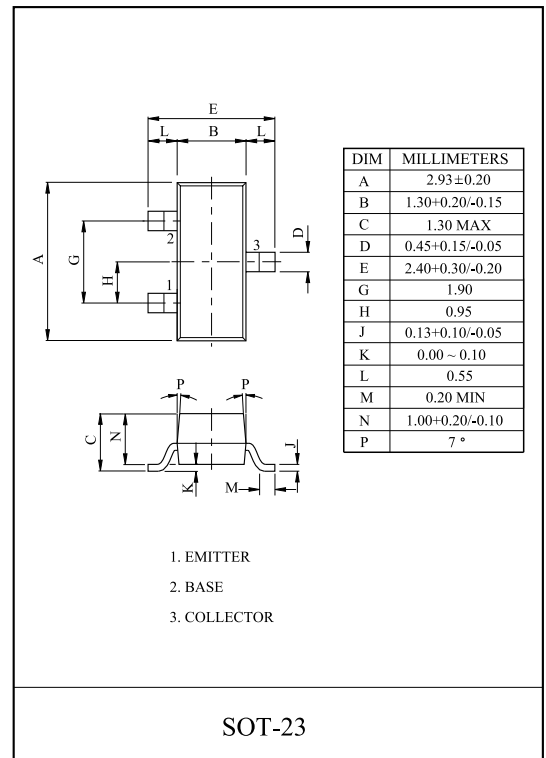 E
L B L
A
G
H
2
1
3
D
DIM MILLIMETERS
A 2.93±0.20
B 1.30+0.20/-0.15
C 1.30 MAX
D 0.45+0.15/-0.05
E 2.40+0.30/-0.20
G 1.90
H 0.95
J 0.13+0.10/-0.05
K 0.00 ~ 0.10
L 0.55
M 0.20 MIN
N 1.00+0.20/-0.10
P 7 °
P P
C
N
K
M
J
1. EMITTER
2. BASE
3. COLLECTOR
SOT-23